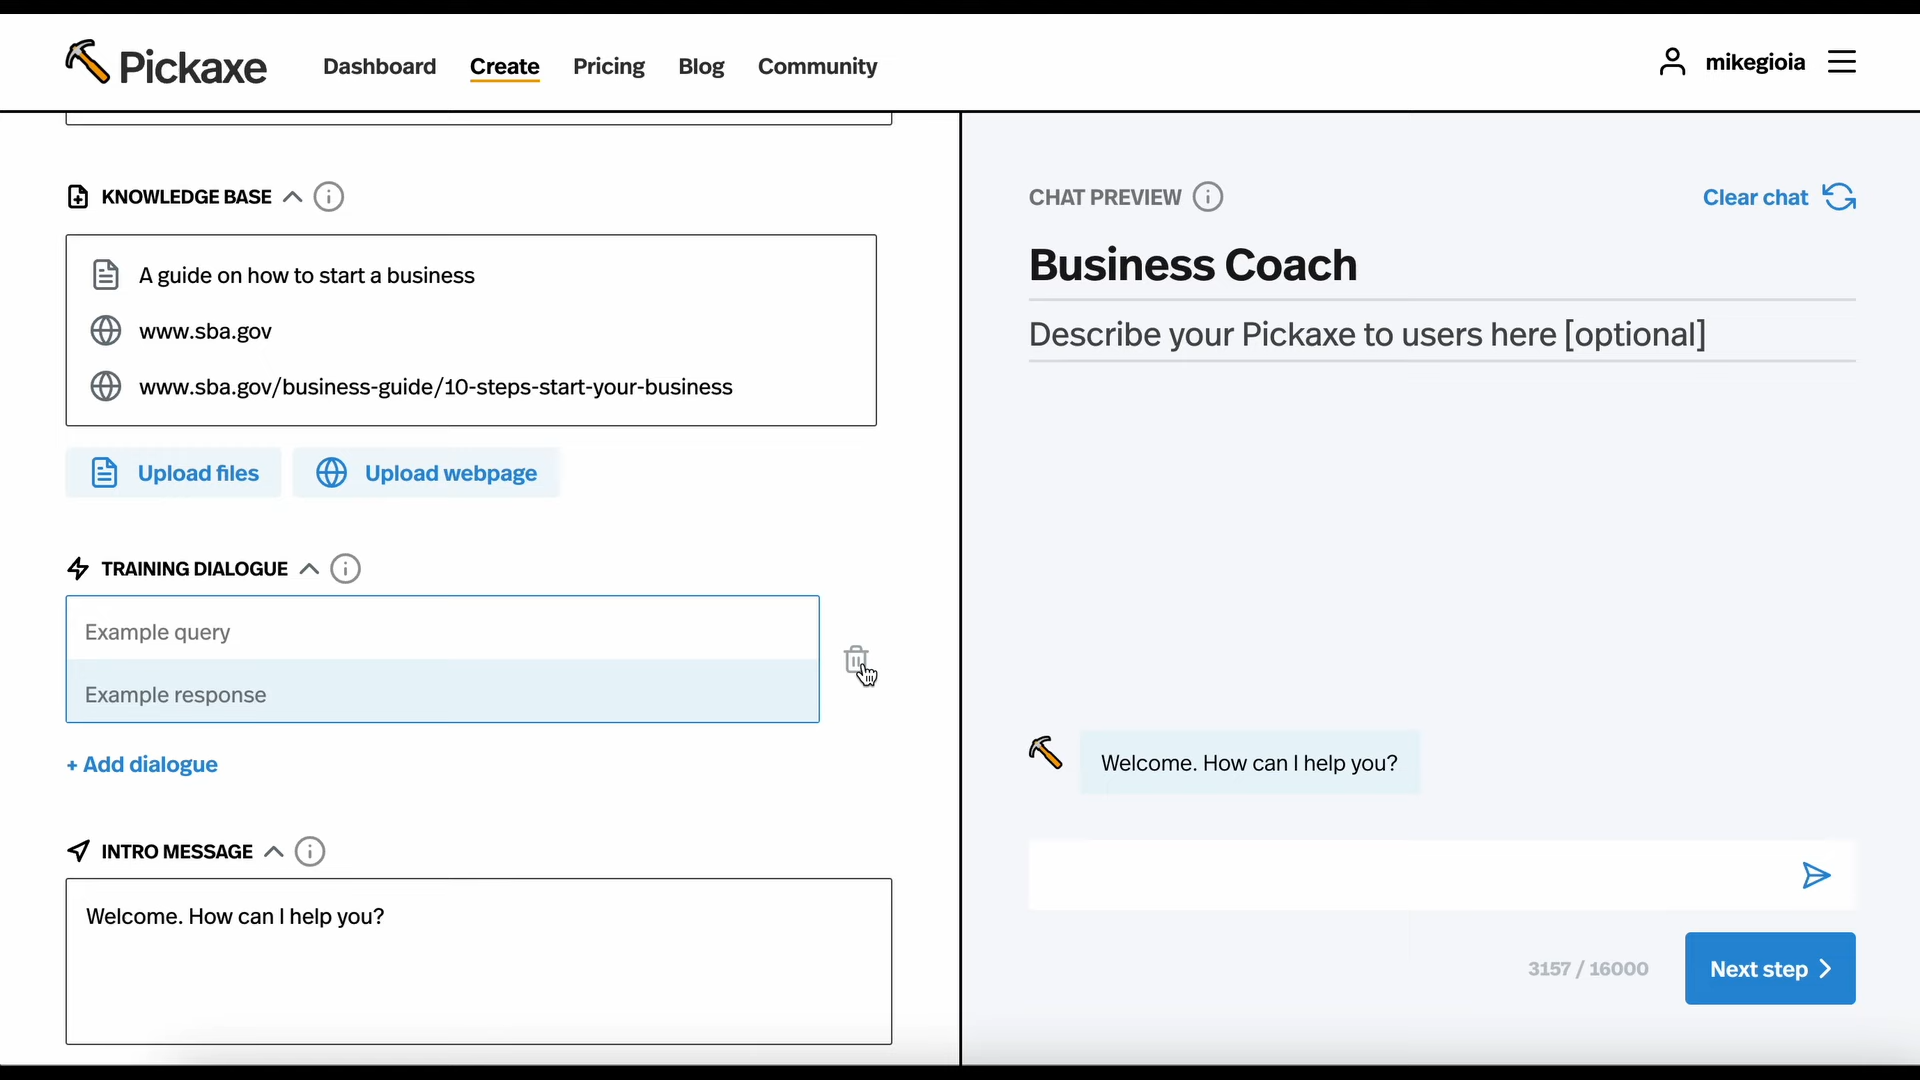 Pickaxe
Dashboard Create Pricing Blog Community
mikegioia
KNOWLEDGE BASE
A guide on how to start a business
www.sba.gov
www.sba.gov/business-guide/10-steps-start-your-business
Upload files
Upload webpage
TRAINING DIALOGUE
Example query
Example response
+ Add dialogue
INTRO MESSAGE
Welcome. How can I help you?
CHAT PREVIEW
Clear chat
Business Coach
Describe your Pickaxe to users here [optional]
Welcome. How can I help you?
3157 / 16000
Next step